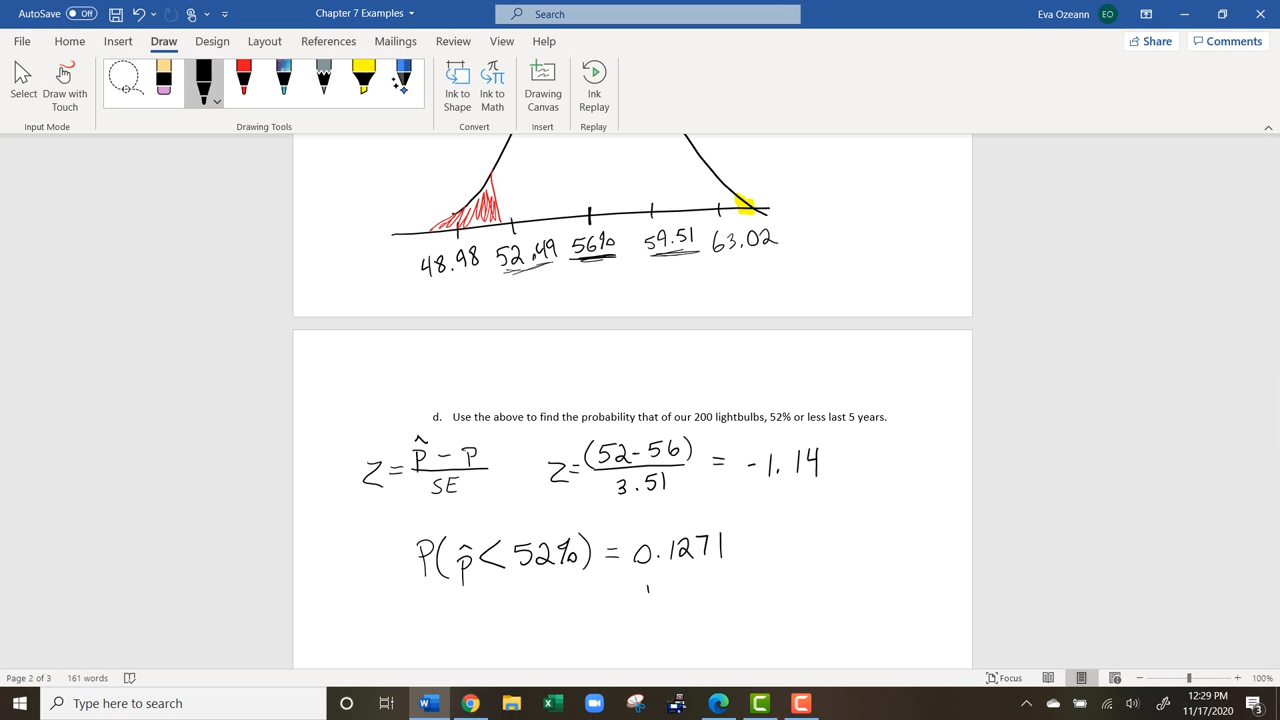 AutoSave Off Chapter 7 Examples Search Eva Ozeann EO
File Home Insert Draw Design Layout References Mailings Review View Help Share Comments
Select Draw with Touch Ink to Shape Ink to Math Drawing Canvas Ink Replay
Input Mode Drawing Tools Convert Insert Replay
48.98 52.49 56% 59.51 63.02
d. Use the above to find the probability that of our 200 lightbulbs, 52% or less last 5 years.
Z = p̂ - p / SE Z = (52 - 56) / 3.51 = -1.14
P(p̂ < 52%) = 0.1271
Page 2 of 3 161 words Focus 100%
Type here to search 12:29 PM
11/17/2020
3